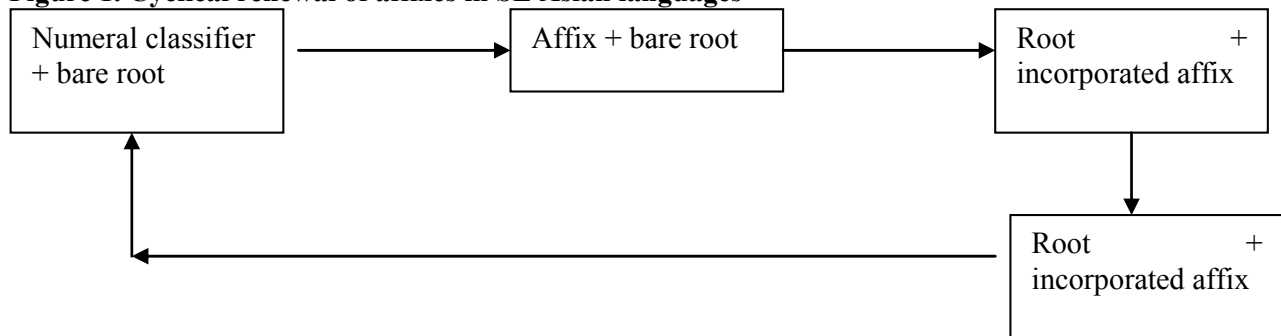 Figure 1. Cyclical renewal of affixes in SE Asian languages
Numeral classifier
+ bare root
Affix + bare root
Root +
incorporated affix
Root +
incorporated affix